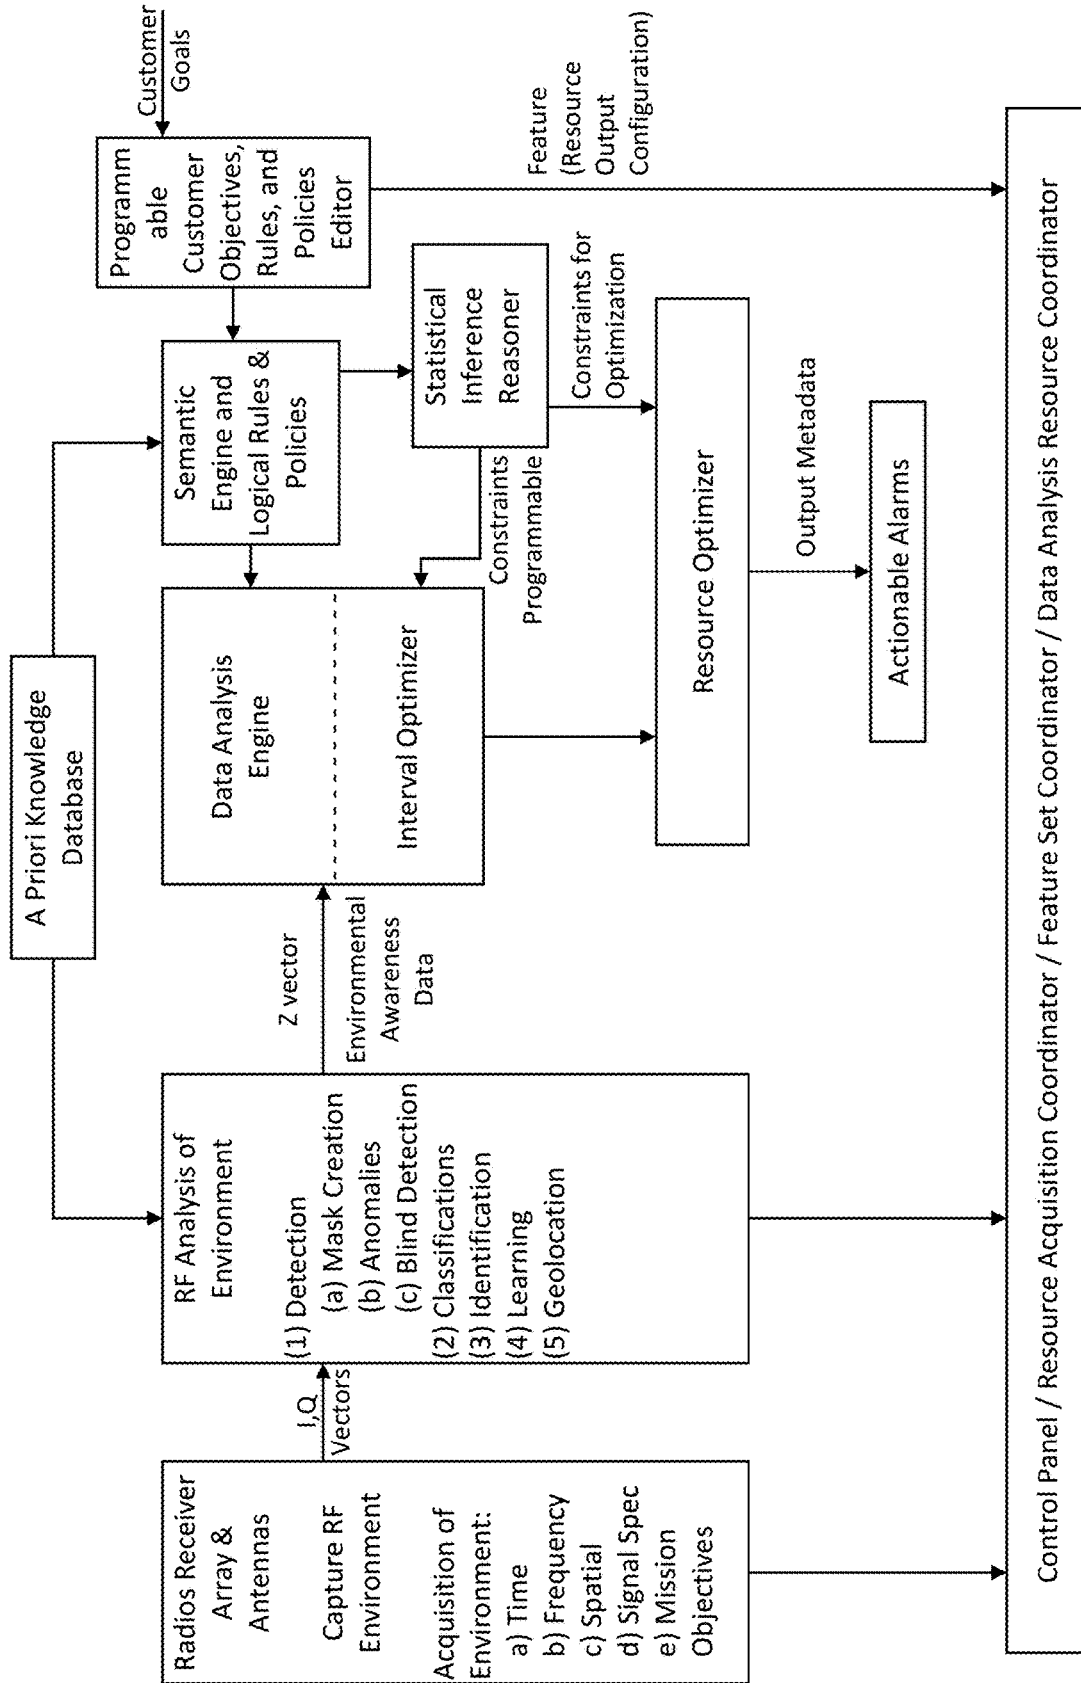 A Priori Knowledge
Database
Radios Receiver
Array &
Antennas
Capture RF
Environment
Acquisition of
Environment:
a) Time
b) Frequency
c) Spatial
d) Signal Spec
e) Mission
Objectives
I,Q
Vectors
RF Analysis of
Environment
(1) Detection
(a) Mask Creation
(b) Anomalies
(c) Blind Detection
(2) Classifications
(3) Identification
(4) Learning
(5) Geolocation
Z vector
Environmental
Awareness
Data
Data Analysis
Engine
Interval Optimizer
Semantic
Engine and
Logical Rules &
Policies
Programm
able
Customer
Objectives,
Rules, and
Policies
Editor
Customer
Goals
Statistical
Inference
Reasoner
Constraints
Programmable
Constraints for
Optimization
Feature
(Resource
Output
Configuration)
Resource Optimizer
Output Metadata
Actionable Alarms
Control Panel / Resource Acquisition Coordinator / Feature Set Coordinator / Data Analysis Resource Coordinator